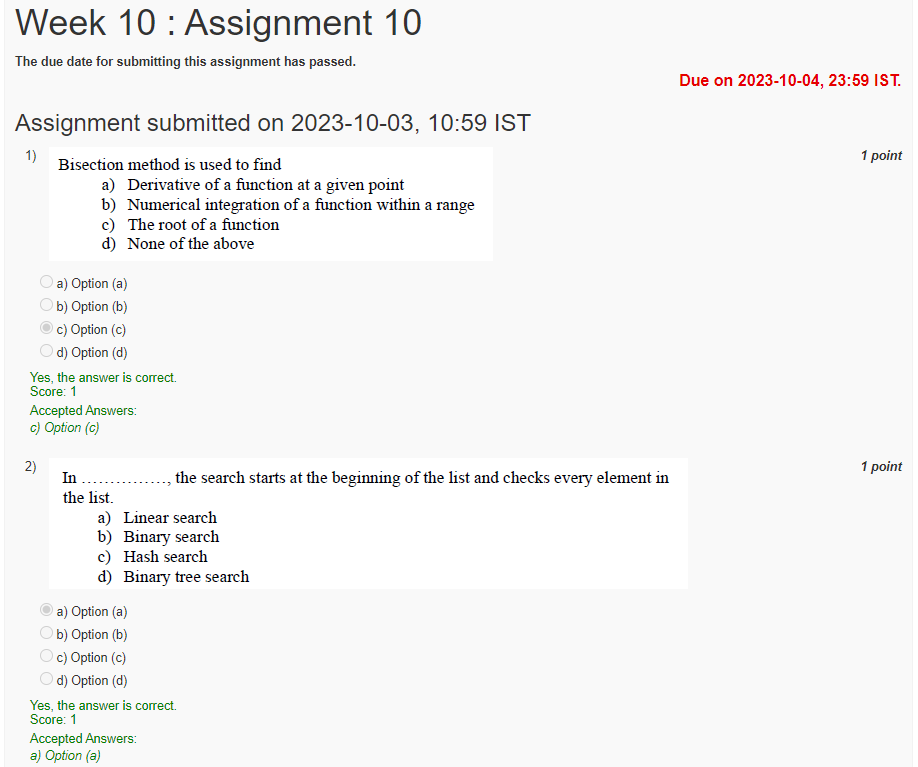 Week 10 : Assignment 10
The due date for submitting this assignment has passed.
Due on 2023-10-04, 23:59 IST.
Assignment submitted on 2023-10-03, 10:59 IST
1)
1 point
Bisection method is used to find
a) Derivative of a function at a given point
b) Numerical integration of a function within a range
c) The root of a function
d) None of the above
a) Option (a)
b) Option (b)
c) Option (c)
d) Option (d)
Yes, the answer is correct.
Score: 1
Accepted Answers:
c) Option (c)
2)
1 point
In ……………, the search starts at the beginning of the list and checks every element in
the list.
a) Linear search
b) Binary search
c) Hash search
d) Binary tree search
a) Option (a)
b) Option (b)
c) Option (c)
d) Option (d)
Yes, the answer is correct.
Score: 1
Accepted Answers:
a) Option (a)